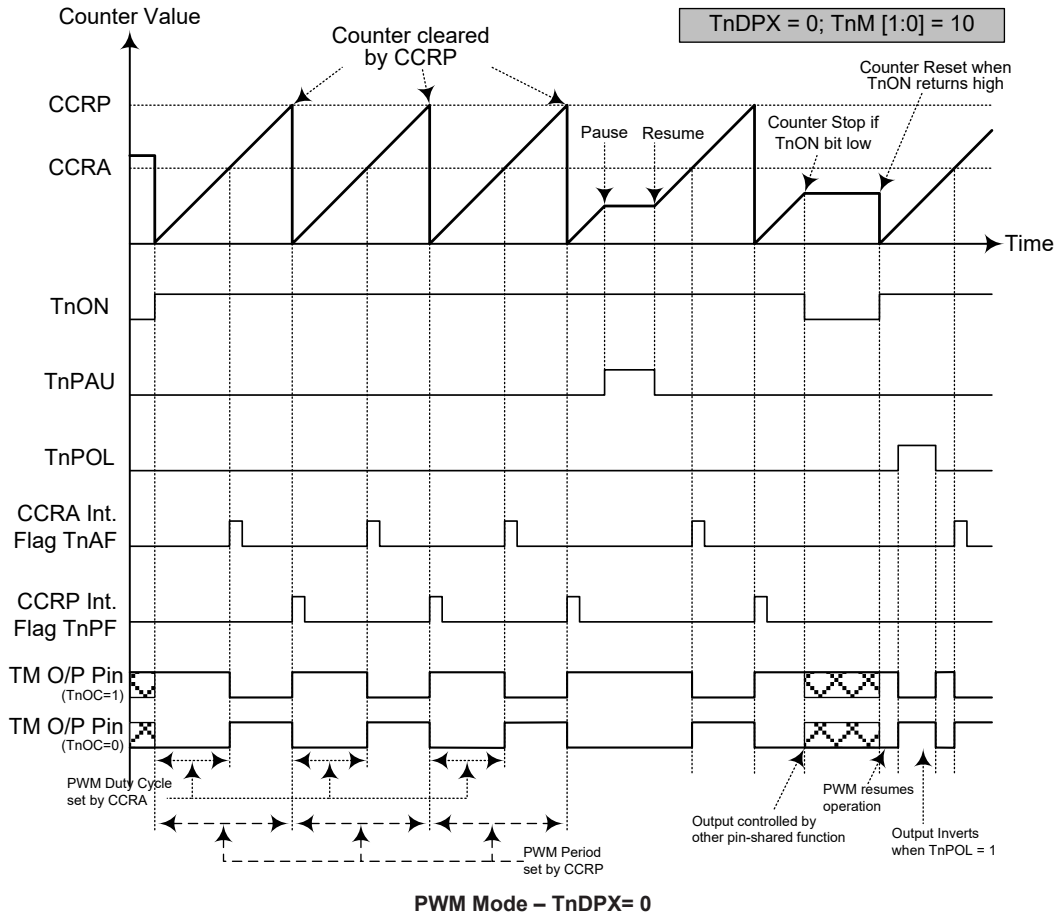 Counter Value
TnDPX = 0; TnM [1:0] = 10
Counter cleared
by CCRP
Counter Reset when
TnON returns high
CCRP
Pause
Resume
Counter Stop if
TnON bit low
CCRA
Time
TnON
TnPAU
TnPOL
CCRA Int.
Flag TnAF
CCRP Int.
Flag TnPF
TM O/P Pin
(TnOC=1)
TM O/P Pin
(TnOC=0)
PWM Duty Cycle
set by CCRA
PWM resumes
operation
Output controlled by
other pin-shared function
Output Inverts
when TnPOL = 1
PWM Period
set by CCRP
PWM Mode – TnDPX= 0